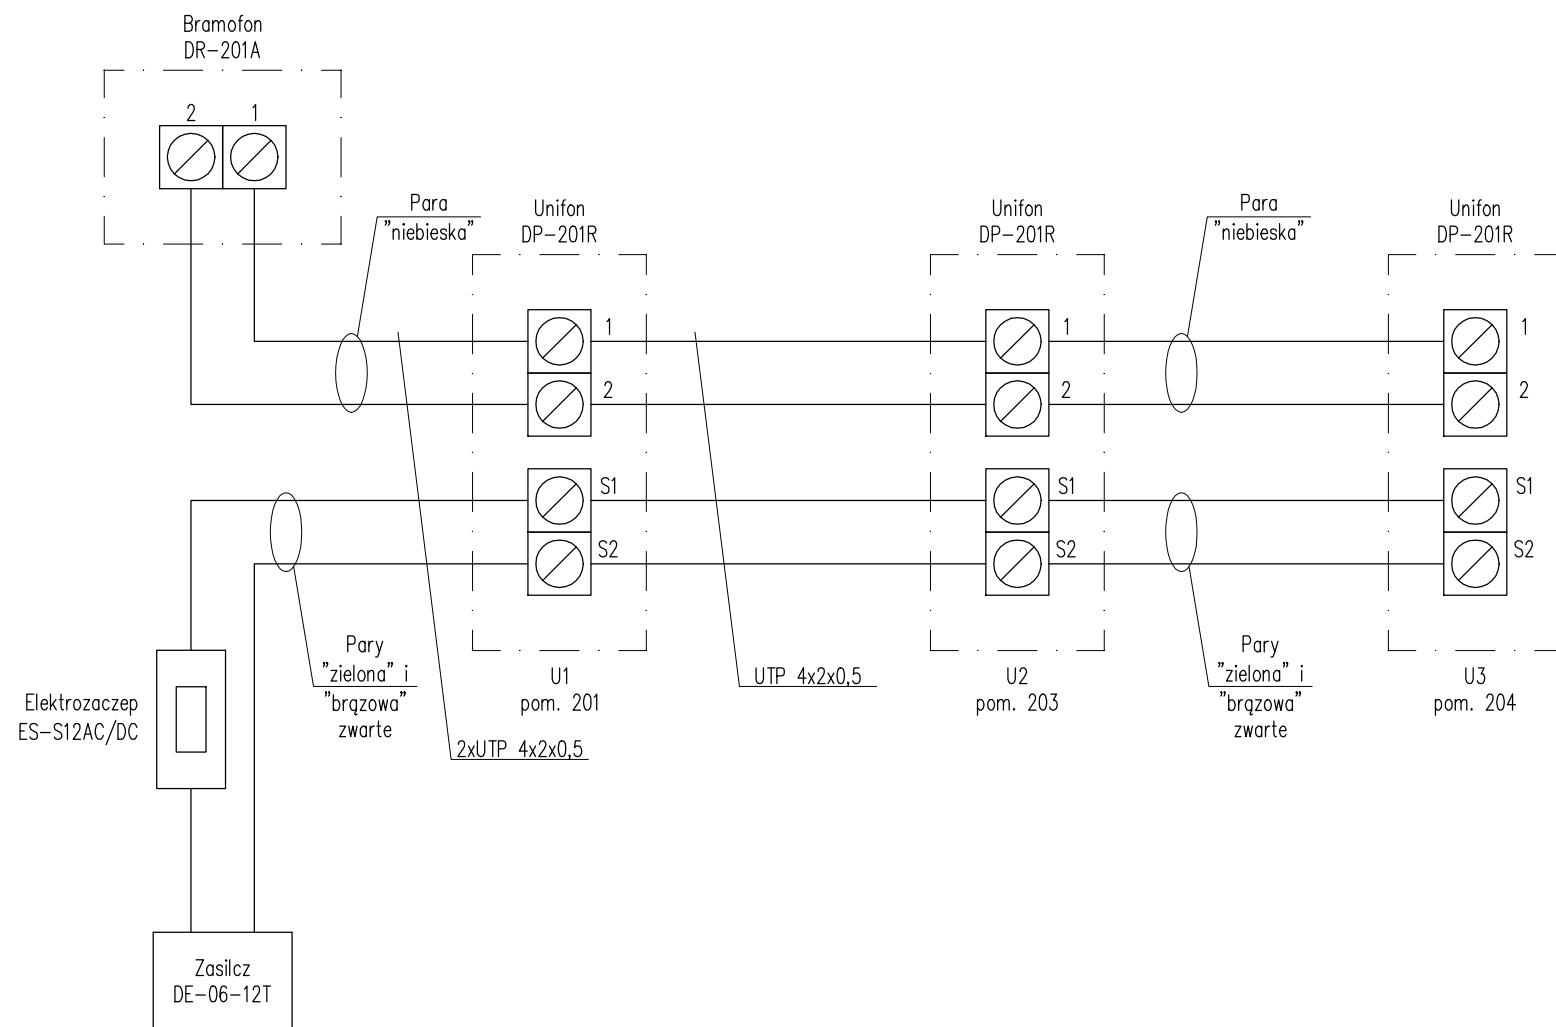 Bramofon
DR-201A
2
1
Para
"niebieska"
Unifon
DP-201R
Unifon
DP-201R
Para
"niebieska"
Unifon
DP-201R
1
2
S1
S2
1
2
S1
S2
1
2
S1
S2
Elektrozaczep
ES-S12AC/DC
Pary
"zielona" i
"brązowa"
zwarte
2xUTP 4x2x0,5
U1
pom. 201
UTP 4x2x0,5
U2
pom. 203
Pary
"zielona" i
"brązowa"
zwarte
U3
pom. 204
Zasilcz
DE-06-12T